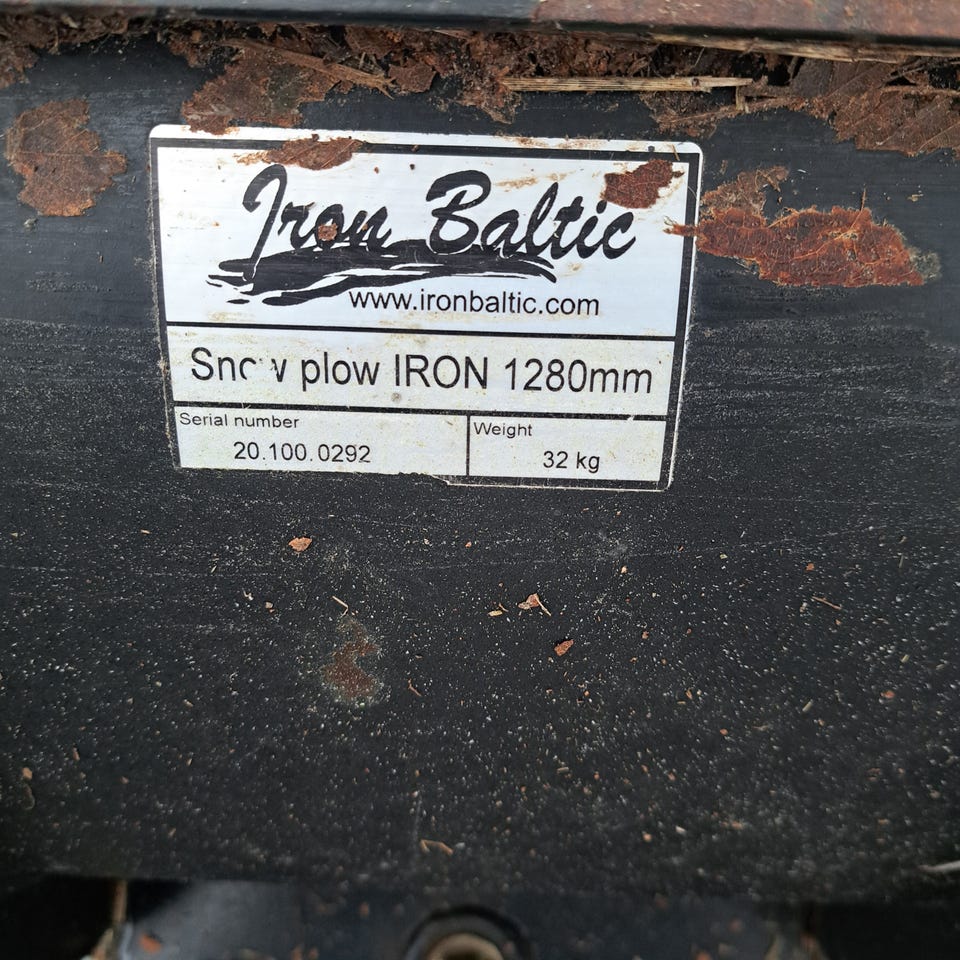 Iron Baltic
www.ironbaltic.com
Snow plow IRON 1280mm
Serial number
20.100.0292
Weight
32 kg